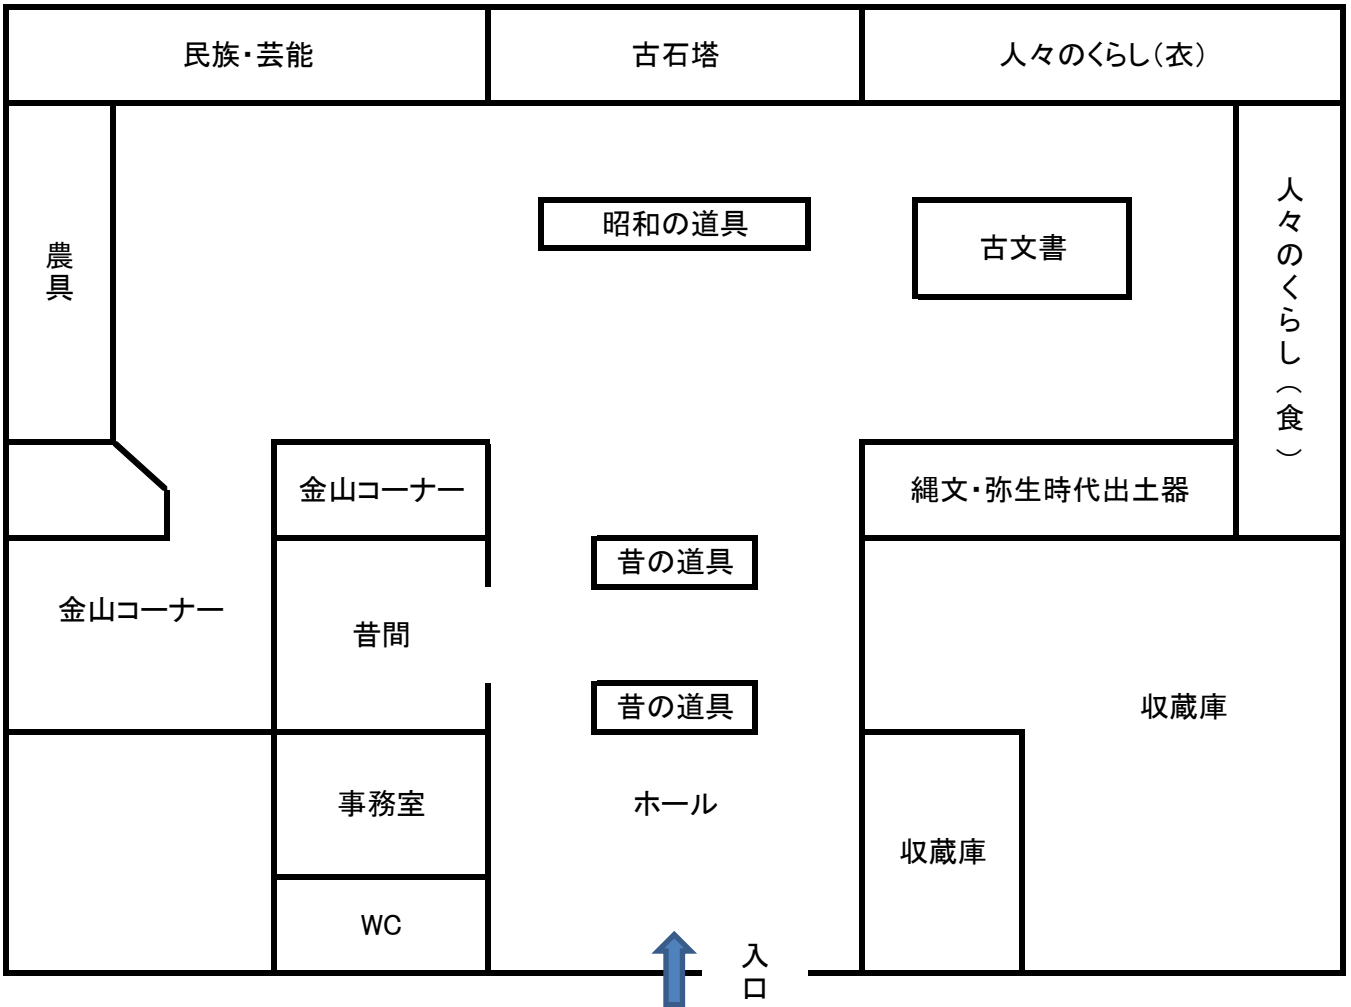 民族・芸能
古石塔
人々のくらし（衣）
農具
昭和の道具
古文書
人々のくらし（食）
金山コーナー
縄文・弥生時代出土器
昔の道具
金山コーナー
昔間
昔の道具
収蔵庫
事務室
ホール
収蔵庫
WC
入口